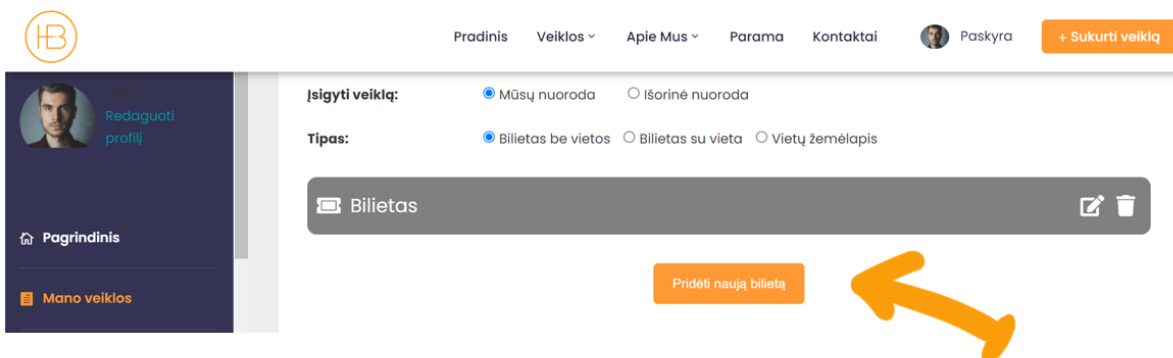 HB
Pradinis Veiklos Apie Mus Parama Kontaktai Paskyra + Sukurti veiklą
Redaguoti
profilį
Pagrindinis
Mano veiklos
Įsigyti veiklą: Mūsų nuoroda Išorinė nuoroda
Tipas: Bilietas be vietos Bilietas su vieta Vietų žemėlapis
Bilietas
Pridėti naują bilietą